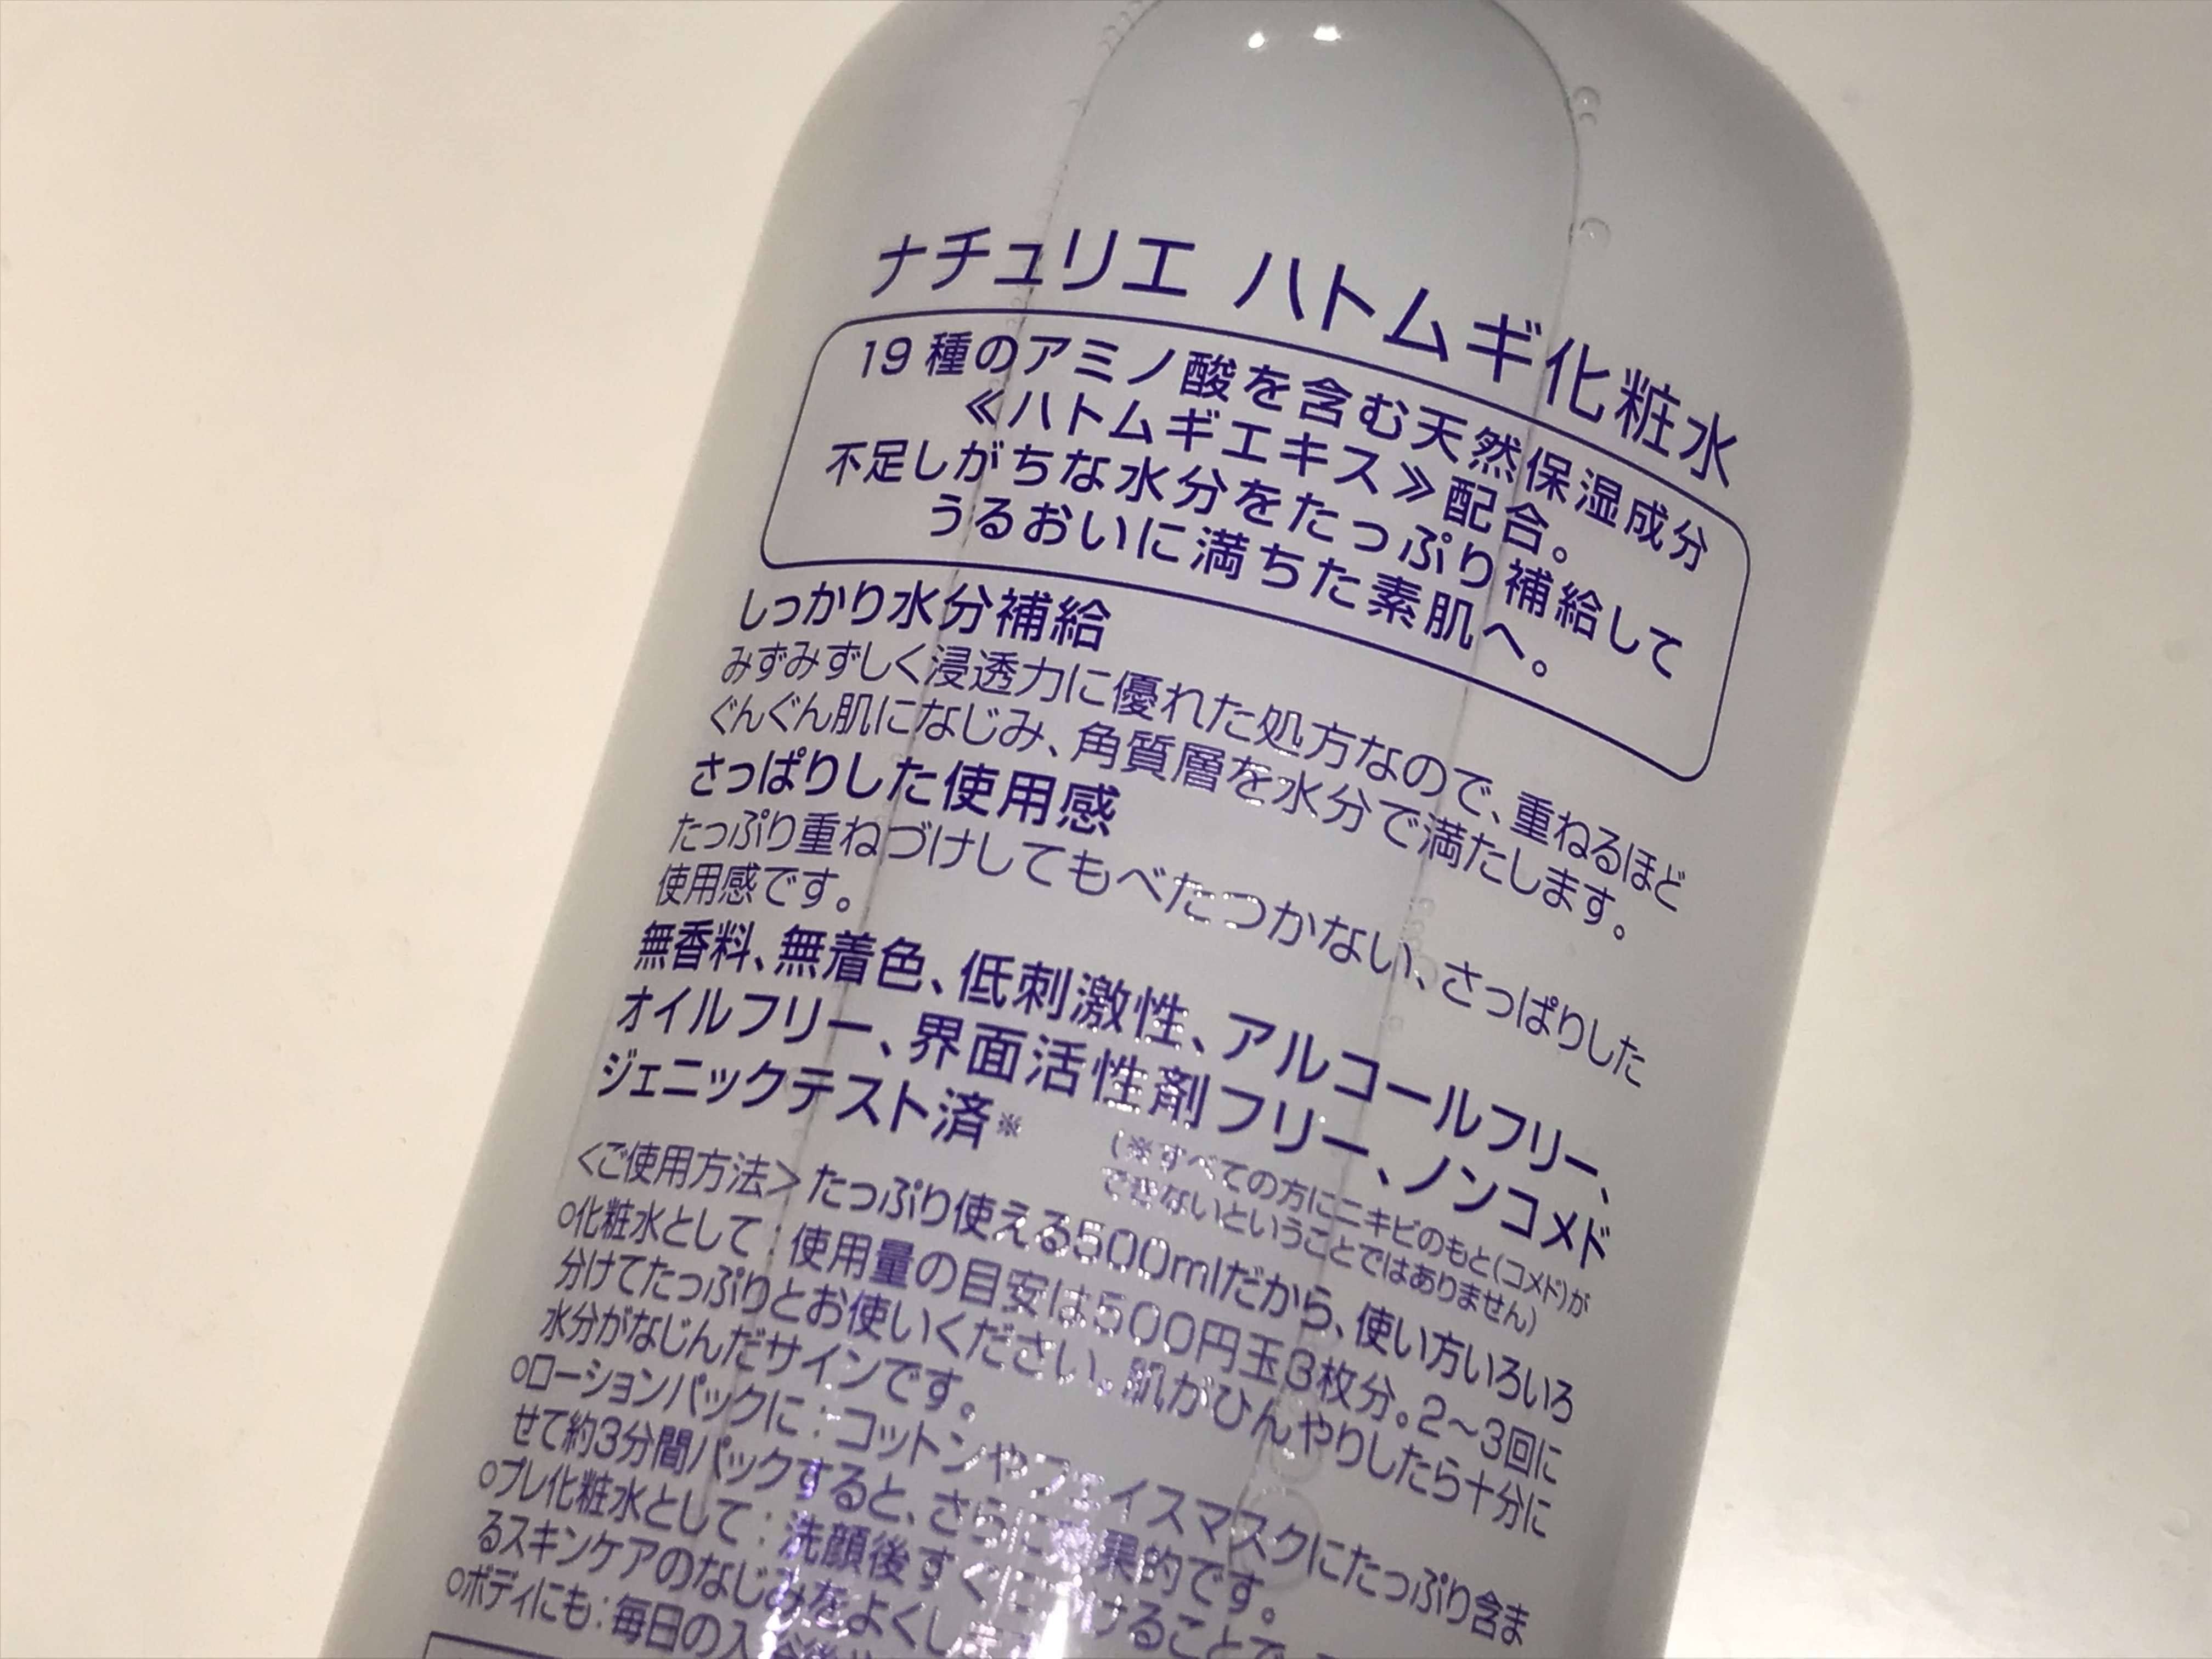 ナチュリエ ハトムギ化粧水
19種のアミノ酸を含む天然保湿成分
≪ハトムギエキス≫配合。
不足しがちな水分をたっぷり補給して
うるおいに満ちた素肌へ。
しっかり水分補給
みずみずしく浸透力に優れた処方なので、重ねるほど
ぐんぐん肌になじみ、角質層を水分で満たします。
さっぱりした使用感
たっぷり重ねづけしてもべたつかない、さっぱりした
使用感です。
無香料、無着色、低刺激性、アルコールフリー、
オイルフリー、界面活性剤フリー、ノンコメド
ジェニックテスト済※
(※すべての方にニキビのもと(コメド)が
できないということではありません)
<ご使用方法>たっぷり使える500mlだから、使い方いろいろ
○化粧水として:使用量の目安は500円玉3枚分。2〜3回に
分けてたっぷりとお使いください。肌がひんやりしたら十分に
水分がなじんだサインです。
○ローションパックに:コットンやフェイスマスクにたっぷり含ま
せて約3分間パックすると、さらに効果的です。
○プレ化粧水として:洗顔後すぐにつけることで、
るスキンケアのなじみをよくし
○ボディにも:毎日の入浴後